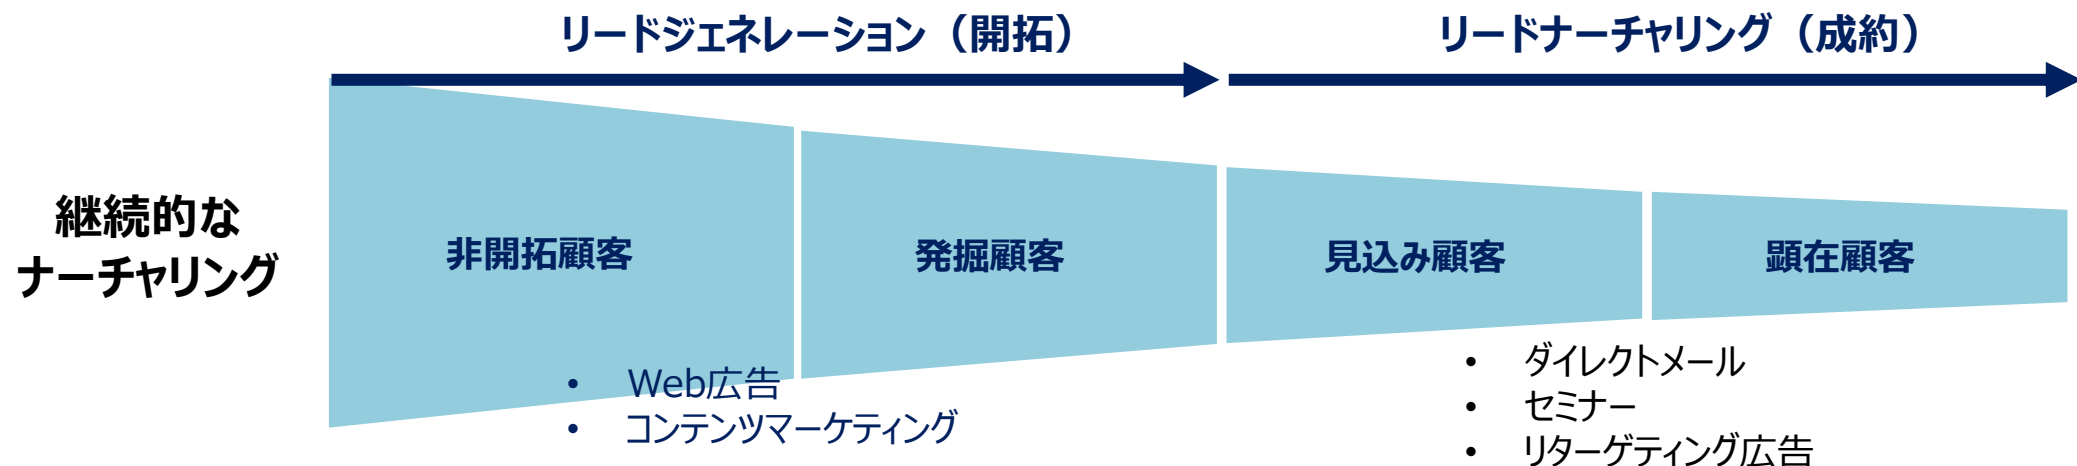 リードジェネレーション（開拓）
リードナーチャリング（成約）
継続的な
ナーチャリング
非開拓顧客
発掘顧客
見込み顧客
顕在顧客
• Web広告
• コンテンツマーケティング
• ダイレクトメール
• セミナー
• リターゲティング広告